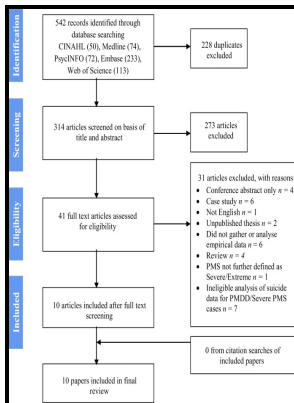 Identification
542 records identified through
database searching
CINAHL (50), Medline (74)
PsycINFO (72), Embase (233)
Web of Science (113)
228 duplicates
excluded
Screening
314 articles screened on basis of
title and abstract
273 articles
excluded
Eligibility
41 full text articles assessed
for eligibility
31 articles excluded, with reasons:
• Conference abstract only n = 4
• Case study n = 6
• Not English n = 1
• Unpublished thesis n = 2
• Did not gather or analyse
empirical data n = 6
• Review n = 4
• PMS not further defined as
Severe/Extreme n = 1
• Ineligible analysis of suicide
data for PMDD/Severe PMS
cases n = 7
Included
10 articles included after full text
screening
0 from citation searches of
included papers
10 papers included in final
review